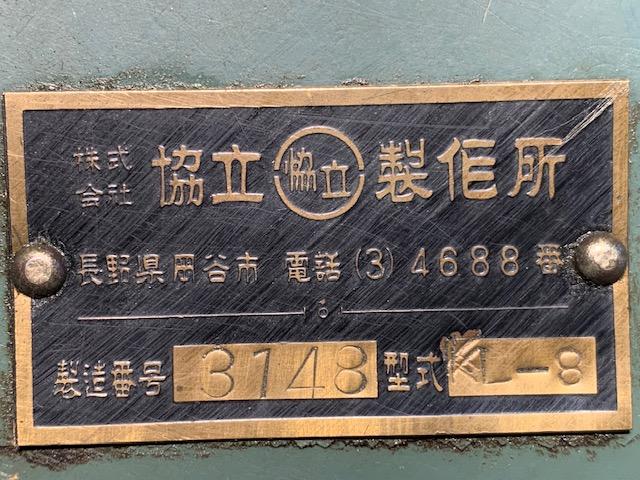 株式会社 協立 協立 製作所
長野県岡谷市 電話(3)4688番
製造番号 3148 型式 KL-8